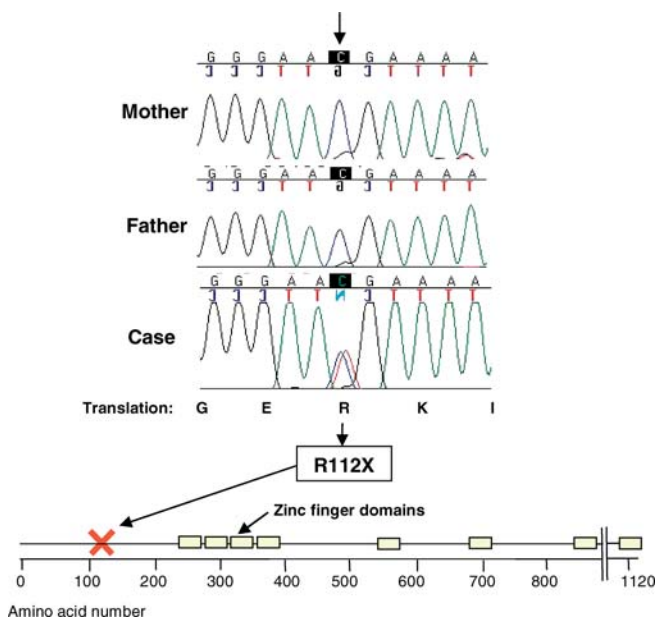 G G G A A C G A A A A
C C C T T G C T T T T
Mother
G G G A A C G A A A A
C C C T T G C T T T T
Father
G G G A A C G A A A A
C C C T T N C T T T T
Case
Translation: G E R K I
R112X
Zinc finger domains
0 100 200 300 400 500 600 700 800 1120
Amino acid number